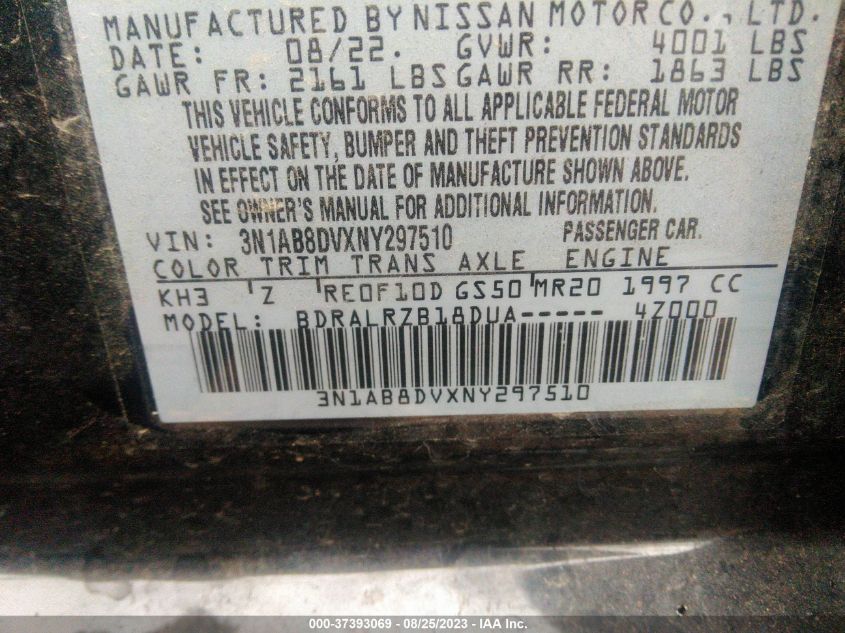 MANUFACTURED BY NISSAN MOTOR CO., LTD.
DATE: 08/22. GVWR: 4001 LBS
GAWR FR: 2161 LBS GAWR RR: 1863 LBS
THIS VEHICLE CONFORMS TO ALL APPLICABLE FEDERAL MOTOR
VEHICLE SAFETY, BUMPER AND THEFT PREVENTION STANDARDS
IN EFFECT ON THE DATE OF MANUFACTURE SHOWN ABOVE.
SEE OWNER'S MANUAL FOR ADDITIONAL INFORMATION.
VIN: 3N1AB8DVXNY297510 PASSENGER CAR.
COLOR TRIM TRANS AXLE ENGINE
KH3 Z RE0F10D GS50 MR20 1997 CC
MODEL: BDRALRZB18DUA----- 4Z000
3N1AB8DVXNY297510
000-37393069 - 08/25/2023 - IAA Inc.